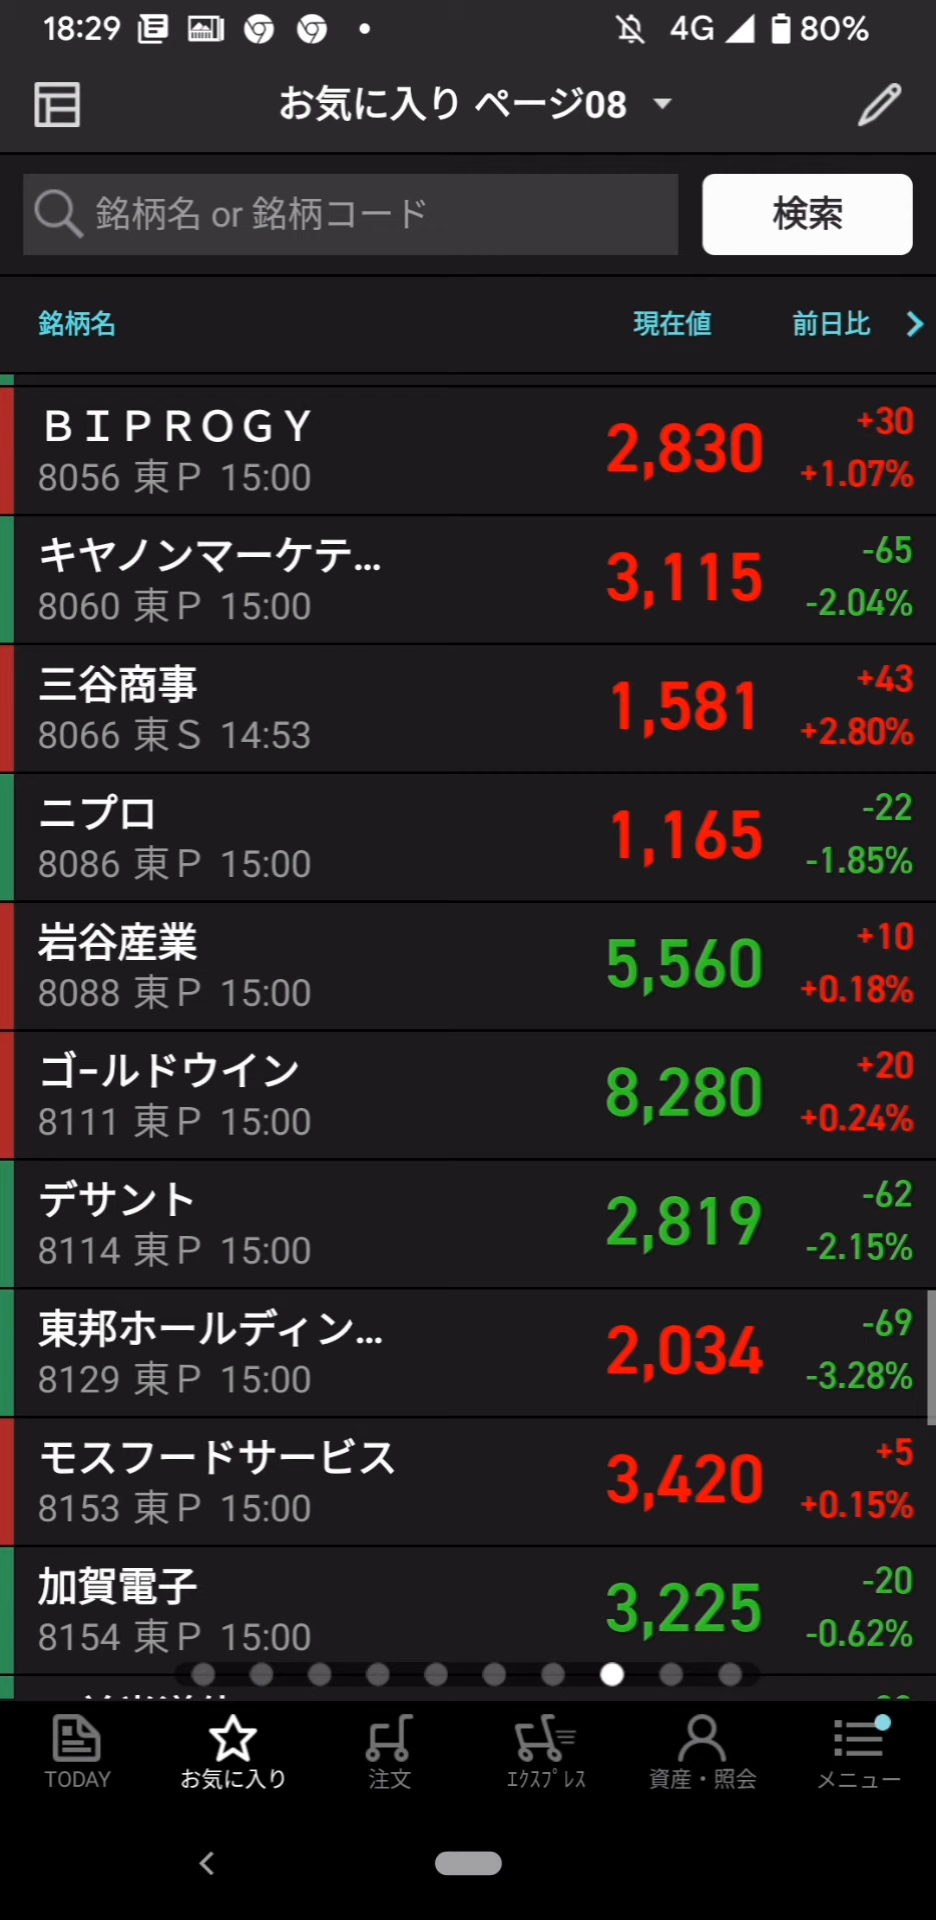 18:29 4G 80%
お気に入り ページ08
銘柄名 or 銘柄コード 検索
銘柄名 現在値 前日比
ＢＩＰＲＯＧＹ 2,830 +30
8056 東Ｐ 15:00 +1.07%
キヤノンマーケテ... 3,115 -65
8060 東Ｐ 15:00 -2.04%
三谷商事 1,581 +43
8066 東Ｓ 14:53 +2.80%
ニプロ 1,165 -22
8086 東Ｐ 15:00 -1.85%
岩谷産業 5,560 +10
8088 東Ｐ 15:00 +0.18%
ゴｰルドウイン 8,280 +20
8111 東Ｐ 15:00 +0.24%
デサント 2,819 -62
8114 東Ｐ 15:00 -2.15%
東邦ホールディン... 2,034 -69
8129 東Ｐ 15:00 -3.28%
モスフードサービス 3,420 +5
8153 東Ｐ 15:00 +0.15%
加賀電子 3,225 -20
8154 東Ｐ 15:00 -0.62%
TODAY お気に入り 注文 ｴｸｽﾌﾟﾚｽ 資産・照会 メニュー